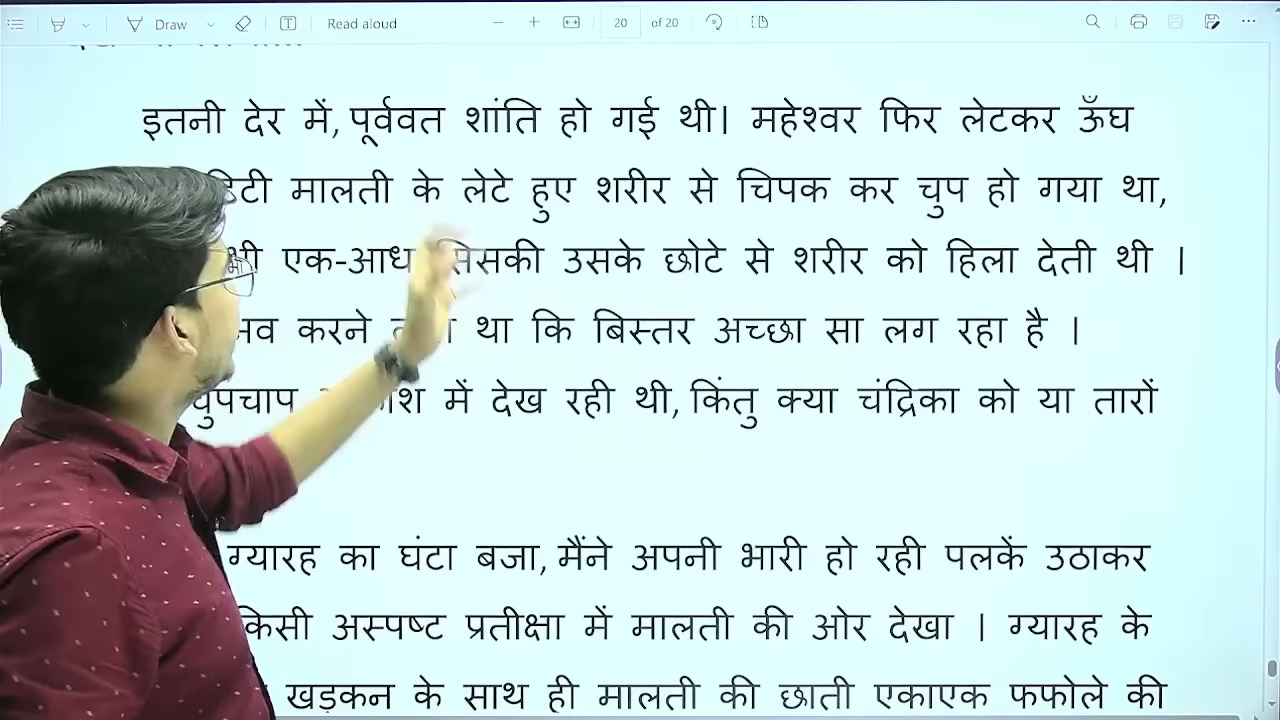 Draw
Read aloud
20 of 20
इतनी देर में, पूर्ववत शांति हो गई थी। महेश्वर फिर लेटकर ऊँघ
मालती के लेटे हुए शरीर से चिपक कर चुप हो गया था,
एक-आध सिसकी उसके छोटे से शरीर को हिला देती थी ।
करने था कि बिस्तर अच्छा सा लग रहा है ।
चुपचाप में देख रही थी, किंतु क्या चंद्रिका को या तारों
ग्यारह का घंटा बजा, मैंने अपनी भारी हो रही पलकें उठाकर
किसी अस्पष्ट प्रतीक्षा में मालती की ओर देखा । ग्यारह के
खड़कन के साथ ही मालती की छाती एकाएक फफोले की